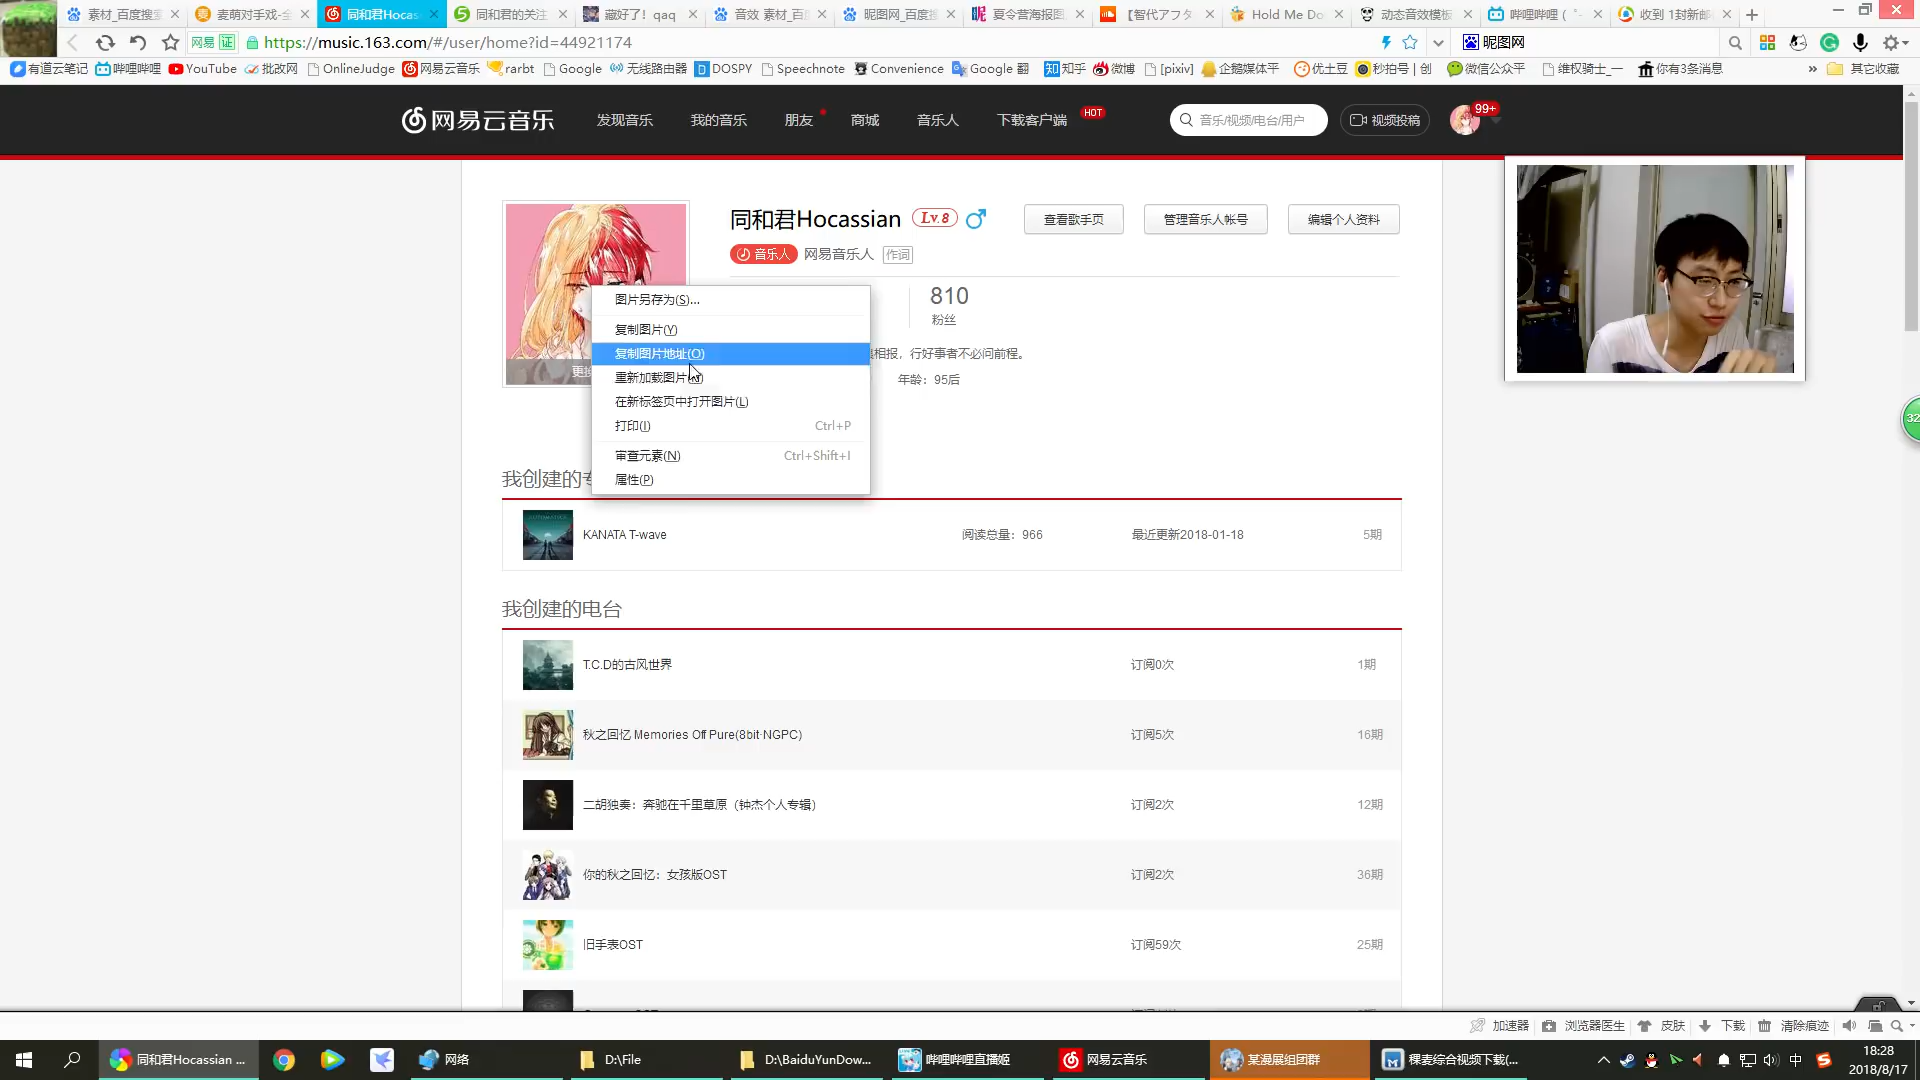 素材_百度搜索
麦萌对手戏-全
同和君Hocas
同和君的关注
藏好了！qaq
音效 素材_百
昵图网_百度
夏令营海报图
【智代アフタ
Hold Me Do
动态音效模板
哔哩哔哩 (゜-
收到 1封新邮
网易 证 https://music.163.com/#/user/home?id=44921174
昵图网
有道云笔记 哔哩哔哩 YouTube 批改网 OnlineJudge 网易云音乐 rarbt Google 无线路由器 DOSPY Speechnote Convenience Google 翻 知乎 微博 [pixiv] 企鹅媒体平 优土豆 秒拍号 | 创 微信公众平 维权骑士_一 你有3条消息 » 其它收藏
网易云音乐 发现音乐 我的音乐 朋友 商城 音乐人 下载客户端 HOT 音乐/视频/电台/用户 视频投稿 99+
同和君Hocassian Lv.8 查看歌手页 管理音乐人帐号 编辑个人资料
音乐人 网易音乐人 作词
810
粉丝
相报，行好事者不必问前程。
年龄：95后
更换
图片另存为(S)...
复制图片(Y)
复制图片地址(O)
重新加载图片
在新标签页中打开图片(L)
打印(I) Ctrl+P
审查元素(N) Ctrl+Shift+I
属性(P)
我创建的专
KANATA T-wave 阅读总量：966 最近更新2018-01-18 5期
我创建的电台
T.C.D的古风世界 订阅0次 1期
秋之回忆 Memories Off Pure(8bit·NGPC) 订阅5次 16期
二胡独奏：奔驰在千里草原（钟杰个人专辑） 订阅2次 12期
你的秋之回忆：女孩版OST 订阅2次 36期
旧手表OST 订阅59次 25期
32
加速器 浏览器医生 皮肤 下载 清除痕迹
同和君Hocassian ... 网络 D:\File D:\BaiduYunDow... 哔哩哔哩直播姬 网易云音乐 某漫展组团群 稞麦综合视频下载(... 中
18:28
2018/8/17